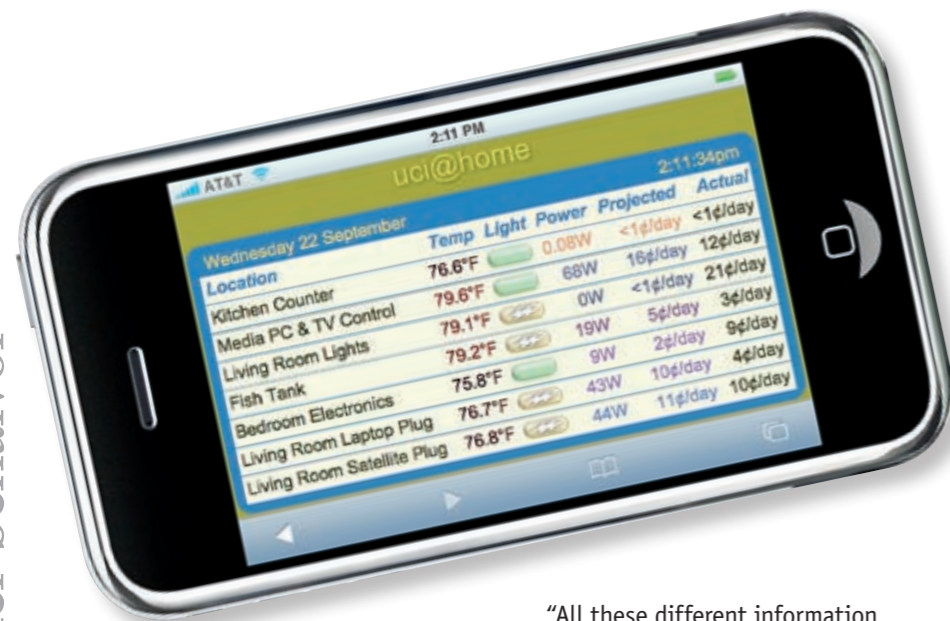 AT&T 2:11 PM
uci@home
Wednesday 22 September 2:11:34pm
Location Temp Light Power Projected Actual
Kitchen Counter 76.6°F 0.08W <1¢/day <1¢/day
Media PC & TV Control 79.6°F 68W 16¢/day 12¢/day
Living Room Lights 79.1°F 0W <1¢/day 21¢/day
Fish Tank 79.2°F 19W 5¢/day 3¢/day
Bedroom Electronics 75.8°F 9W 2¢/day 9¢/day
Living Room Laptop Plug 76.7°F 43W 10¢/day 4¢/day
Living Room Satellite Plug 76.8°F 44W 11¢/day 10¢/day
behavior
"All these different information